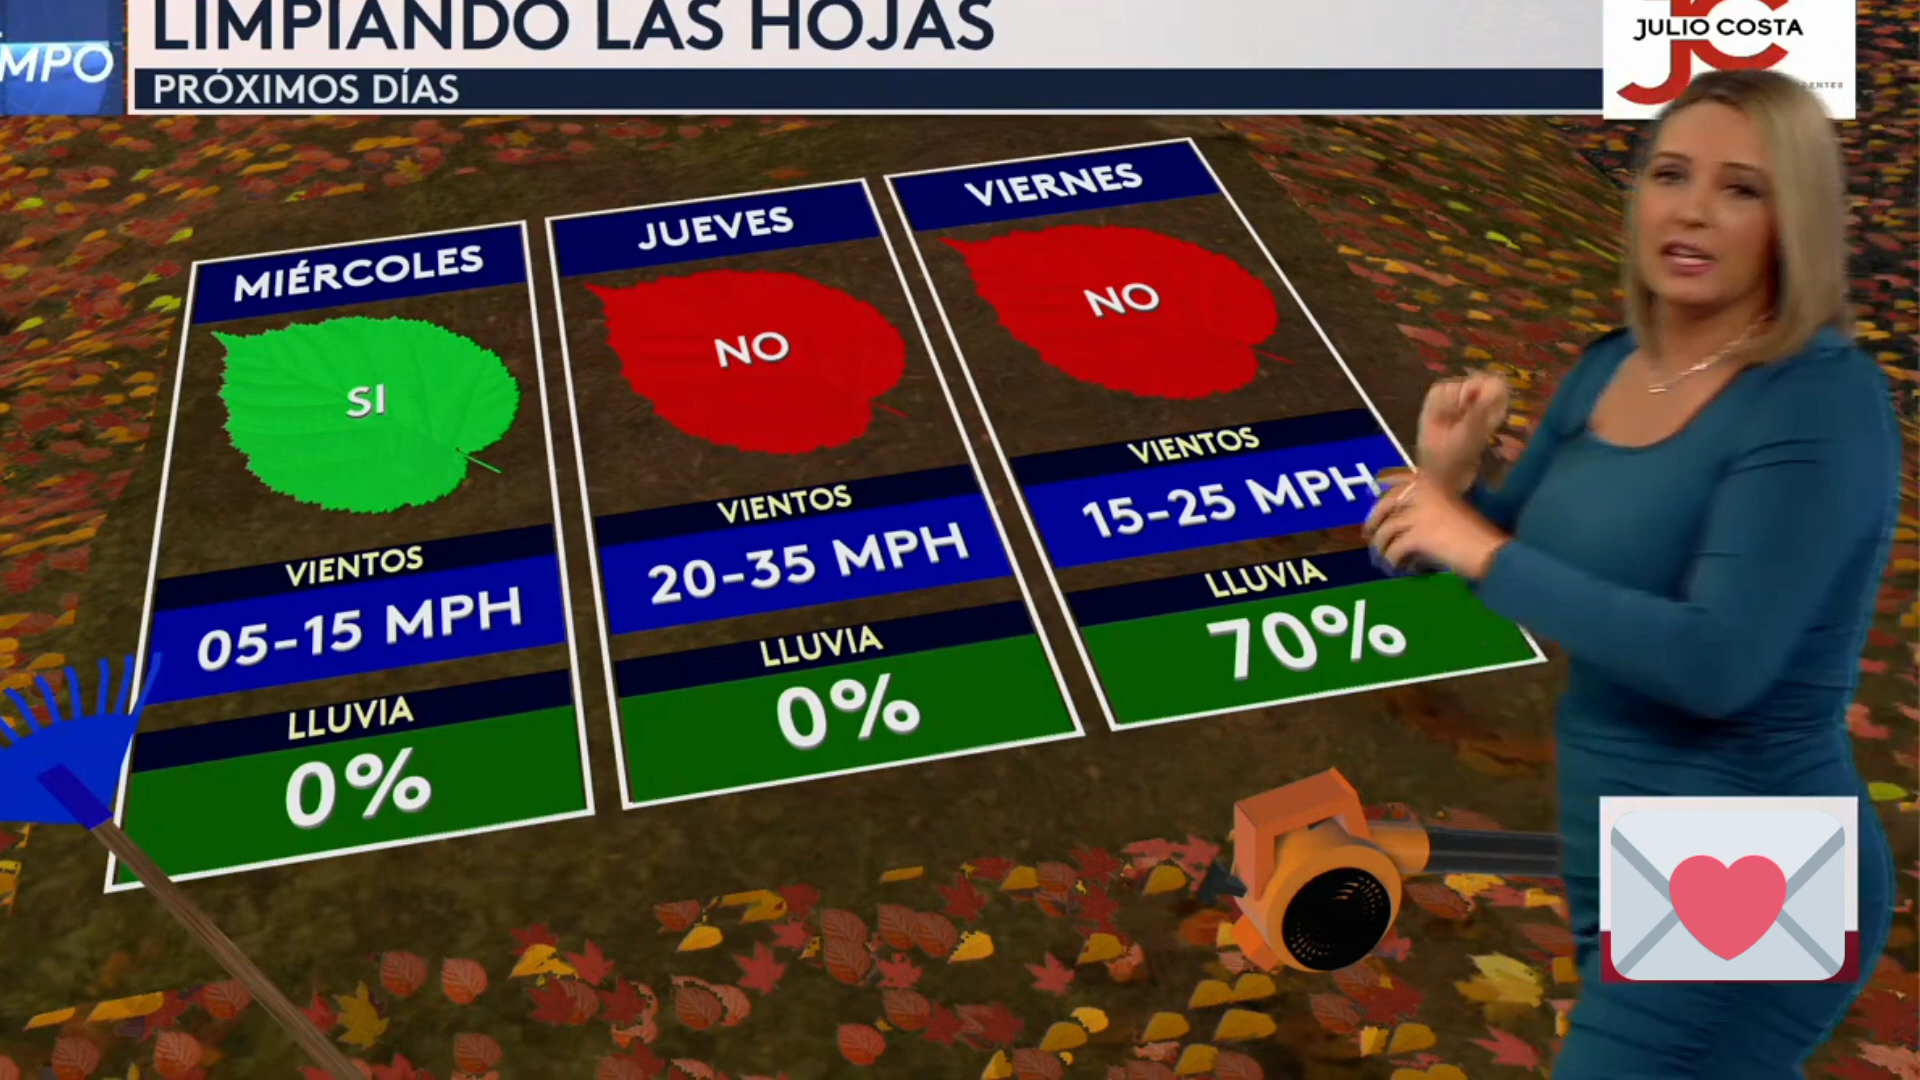 LIMPIANDO LAS HOJAS
PRÓXIMOS DÍAS
MPO
JULIO COSTA
MIÉRCOLES
SI
VIENTOS
05-15 MPH
LLUVIA
0%
JUEVES
NO
VIENTOS
20-35 MPH
LLUVIA
0%
VIERNES
NO
VIENTOS
15-25 MPH
LLUVIA
70%